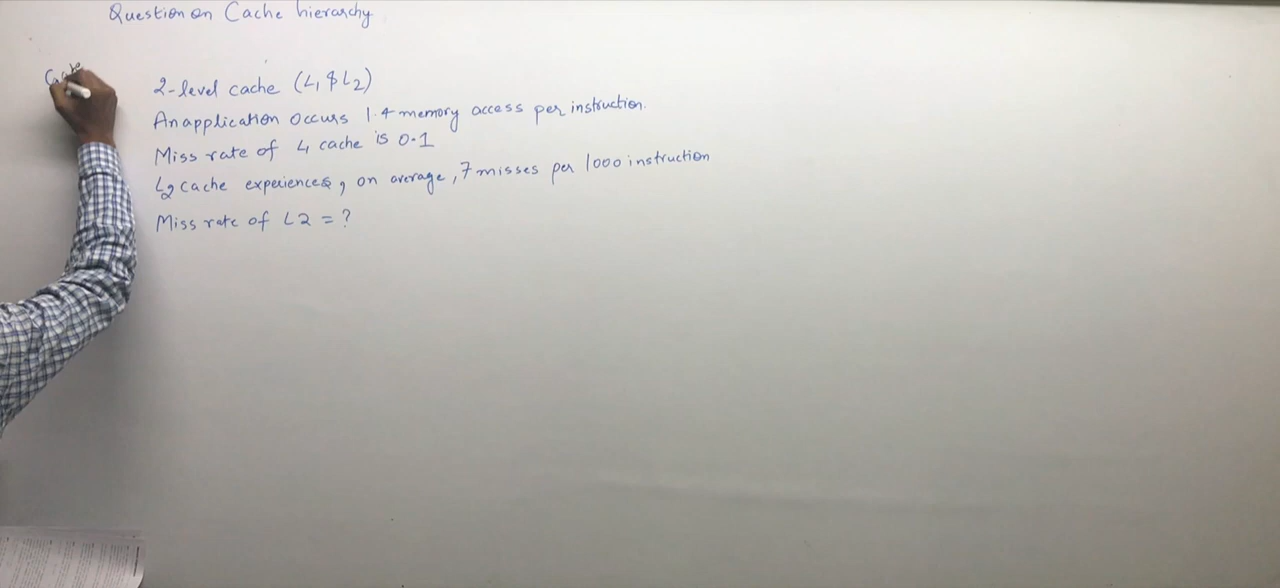 Question on Cache hierarchy
2-level cache (L1 & L2)
An application occurs 1.4 memory access per instruction.
Miss rate of L1 cache is 0.1
L2 cache experiences, on average, 7 misses per 1000 instruction
Miss rate of L2 = ?